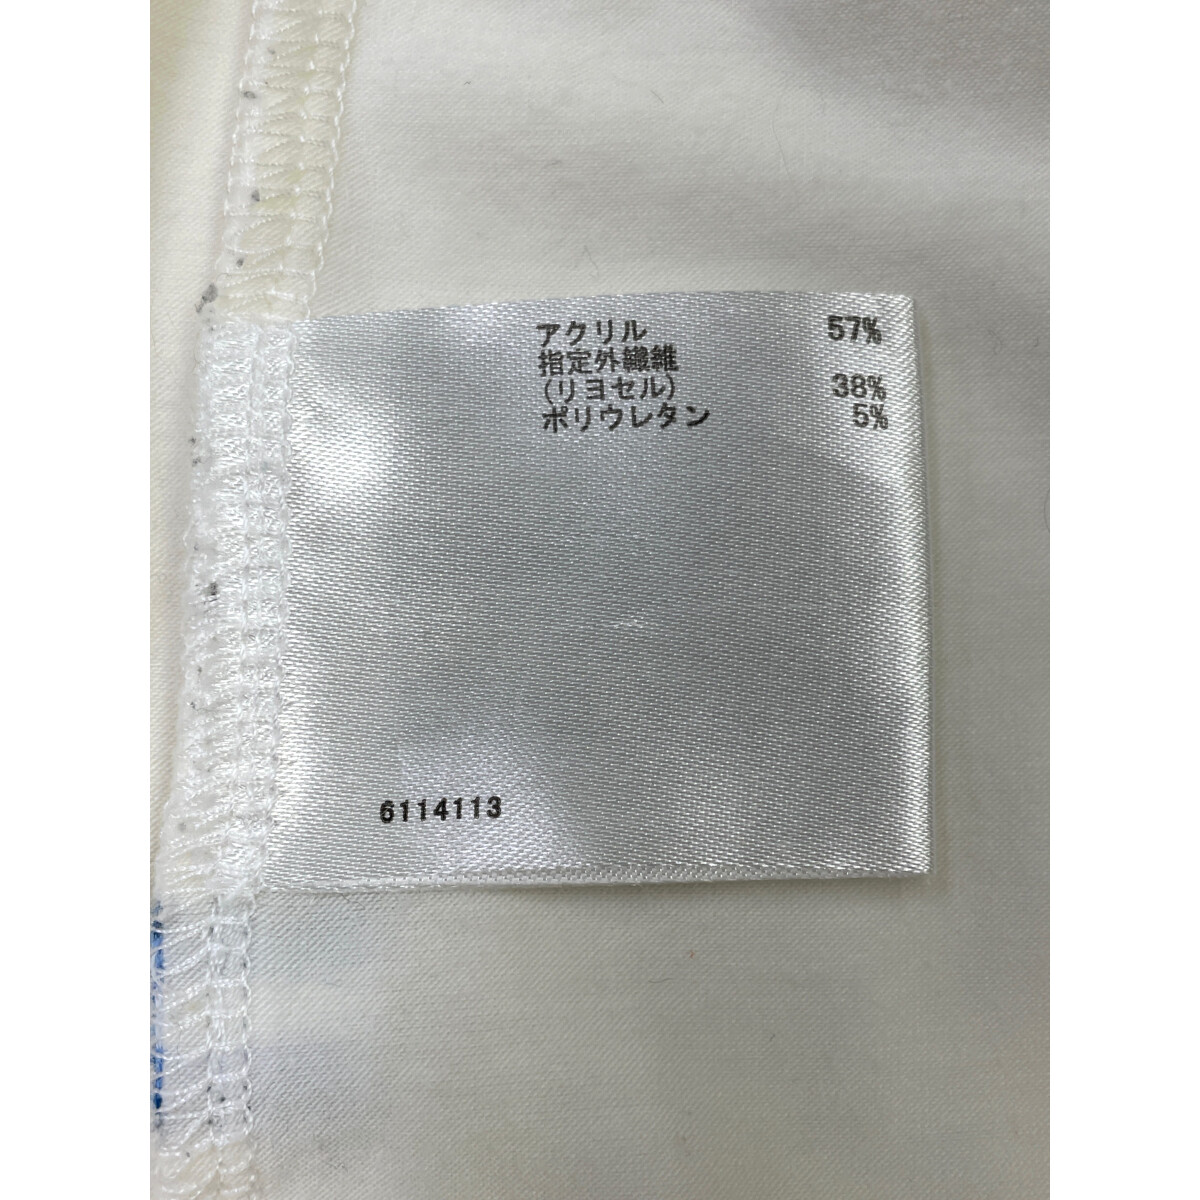 アクリル 57%
指定外繊維
(リヨセル) 38%
ポリウレタン 5%
6114113